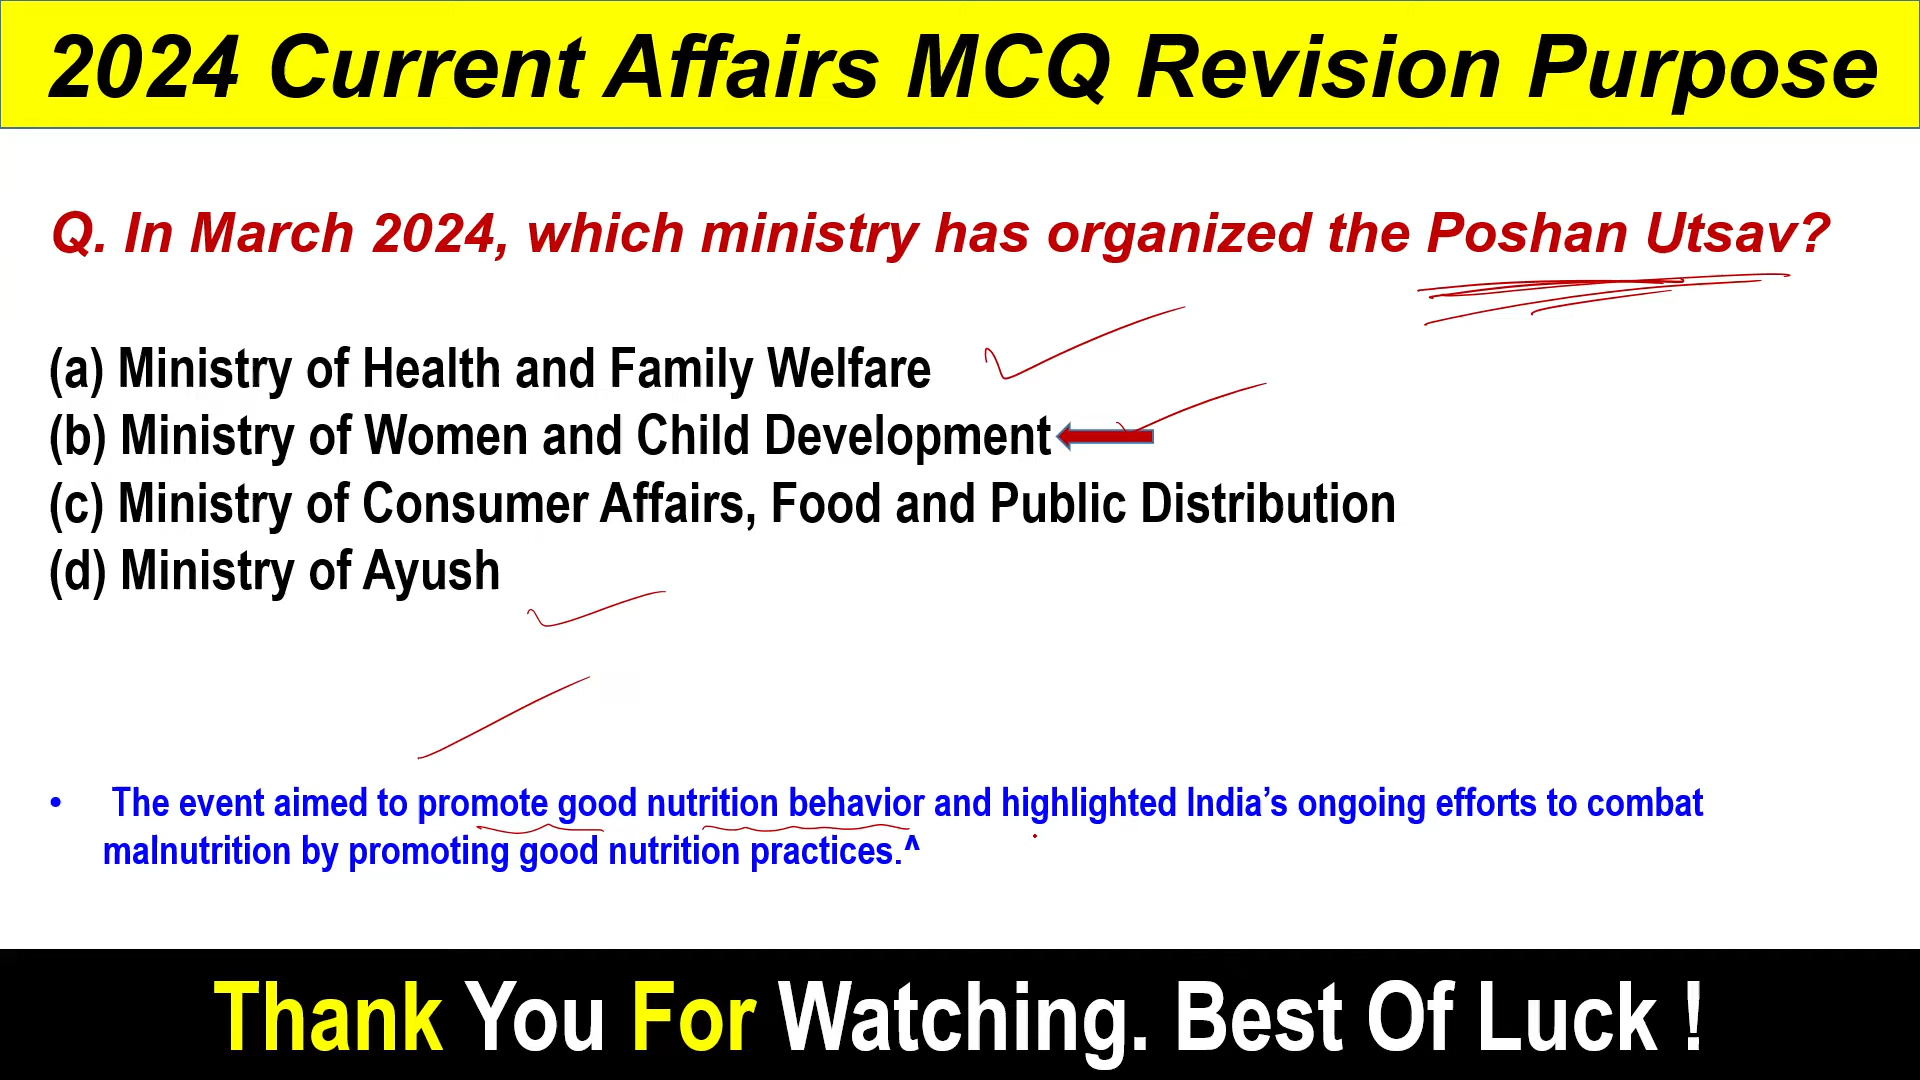 2024 Current Affairs MCQ Revision Purpose
Q. In March 2024, which ministry has organized the Poshan Utsav?
(a) Ministry of Health and Family Welfare
(b) Ministry of Women and Child Development
(c) Ministry of Consumer Affairs, Food and Public Distribution
(d) Ministry of Ayush
• The event aimed to promote good nutrition behavior and highlighted India’s ongoing efforts to combat
malnutrition by promoting good nutrition practices.^
Thank You For Watching. Best Of Luck !